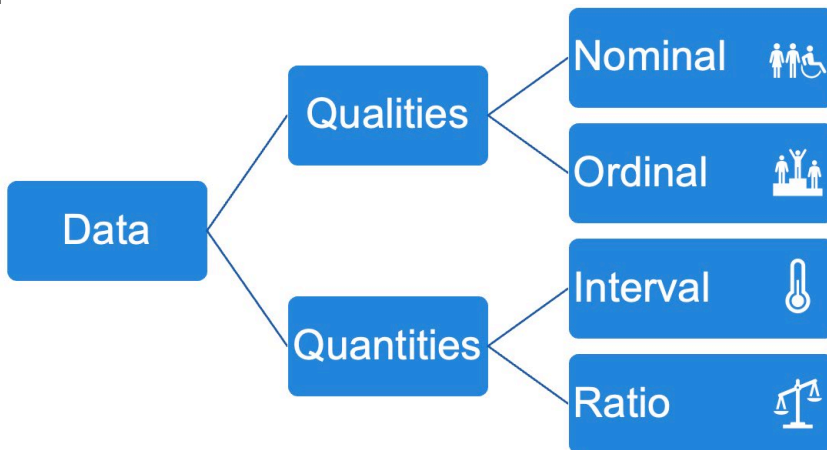 Data
Qualities
Quantities
Nominal
Ordinal
Interval
Ratio